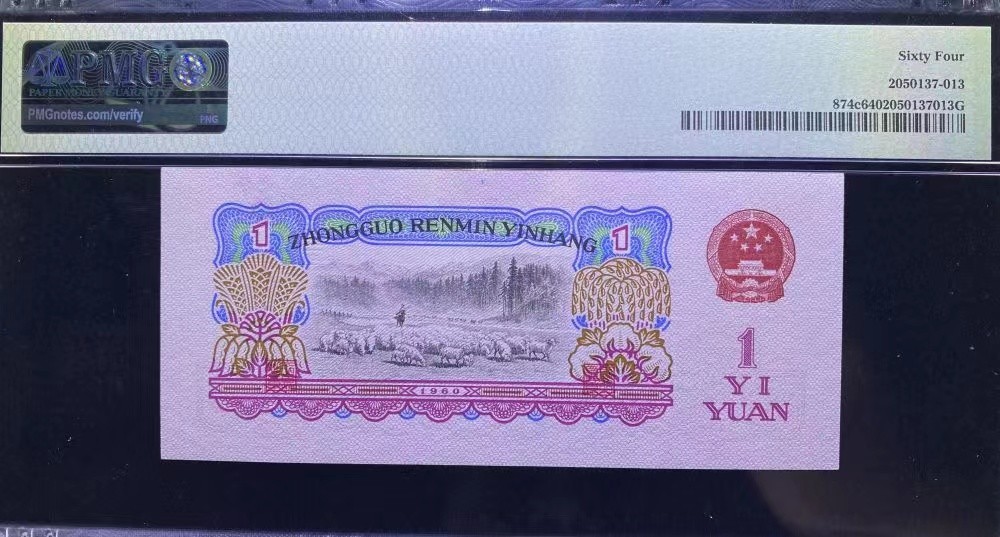 PMG
PAPER MONEY GUARANTY
PMGnotes.com/verify
PNG
Sixty Four
2050137-013
874c6402050137013G
1
ZHONGGUO RENMIN YINHANG
1
1960
1
YI
YUAN